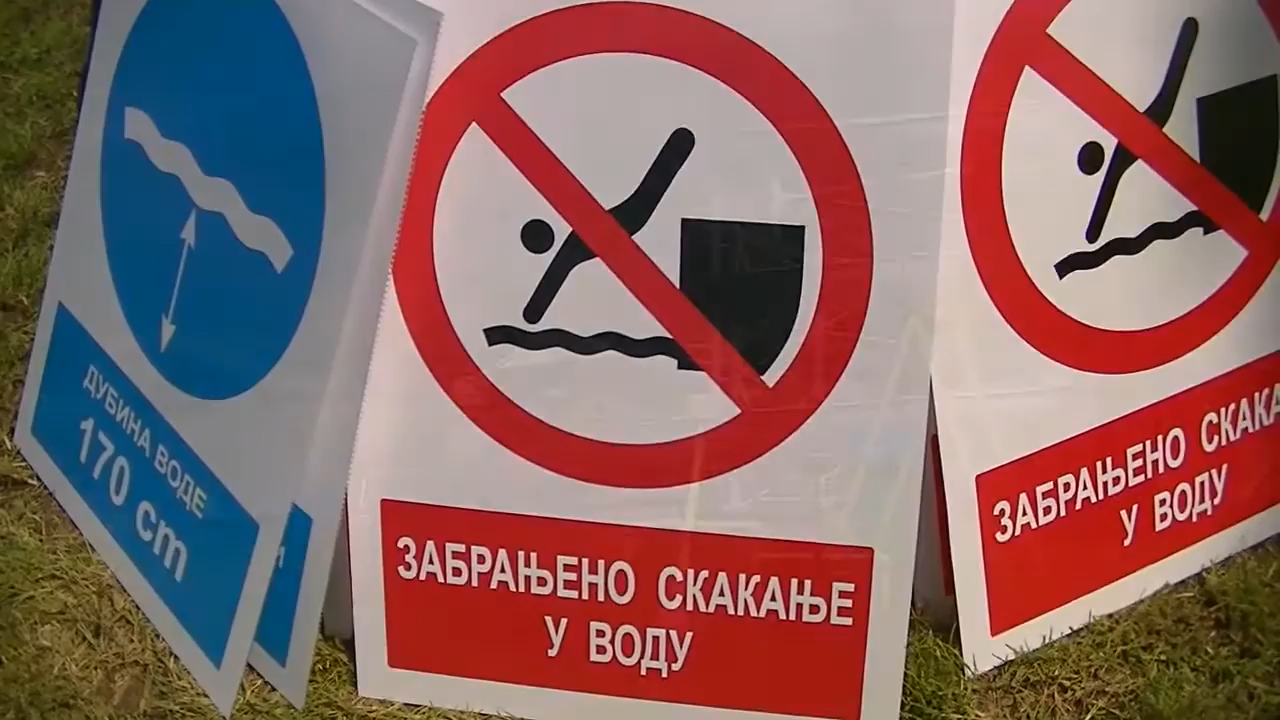 ДУБИНА ВОДЕ
170 cm
ЗАБРАЊЕНО СКАКАЊЕ
У ВОДУ
ЗАБРАЊЕНО СКАКА
У ВОДУ